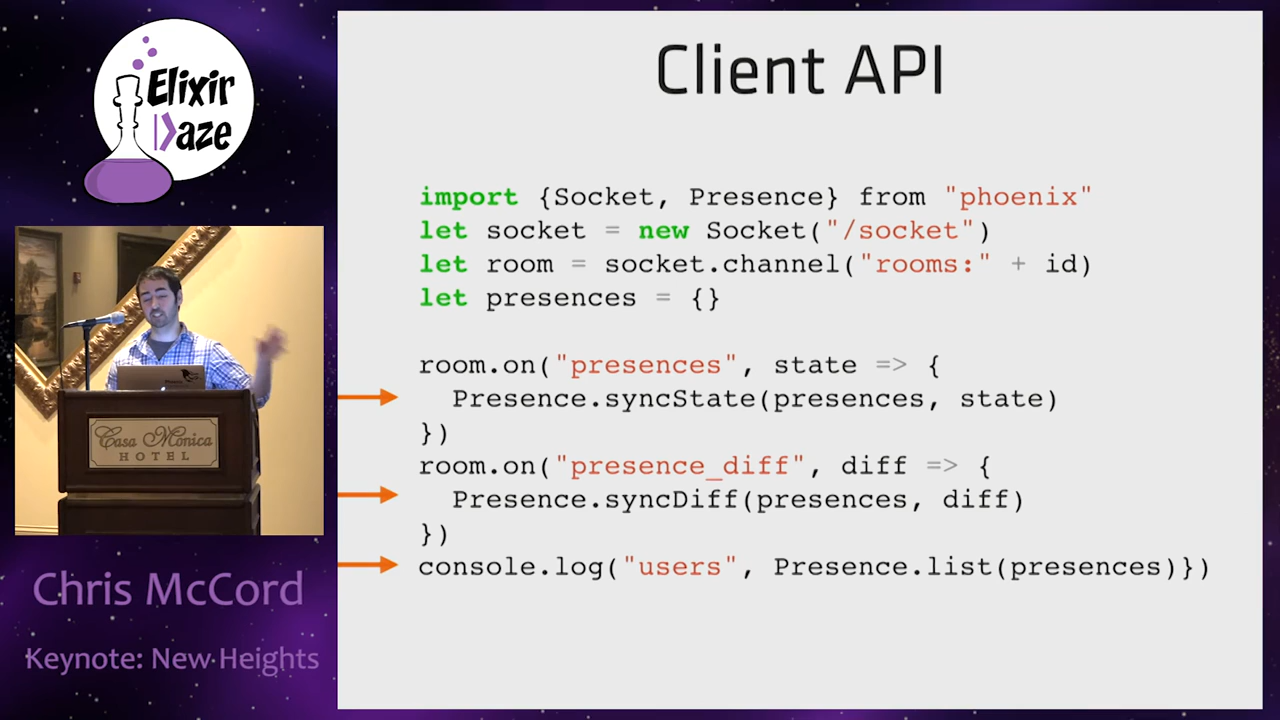 Elixir
Daze
Client API
import {Socket, Presence} from "phoenix"
let socket = new Socket("/socket")
let room = socket.channel("rooms:" + id)
let presences = {}
room.on("presences", state => {
Presence.syncState(presences, state)
})
room.on("presence_diff", diff => {
Presence.syncDiff(presences, diff)
})
console.log("users", Presence.list(presences)})
Casa Monica
HOTEL
Chris McCord
Keynote: New Heights